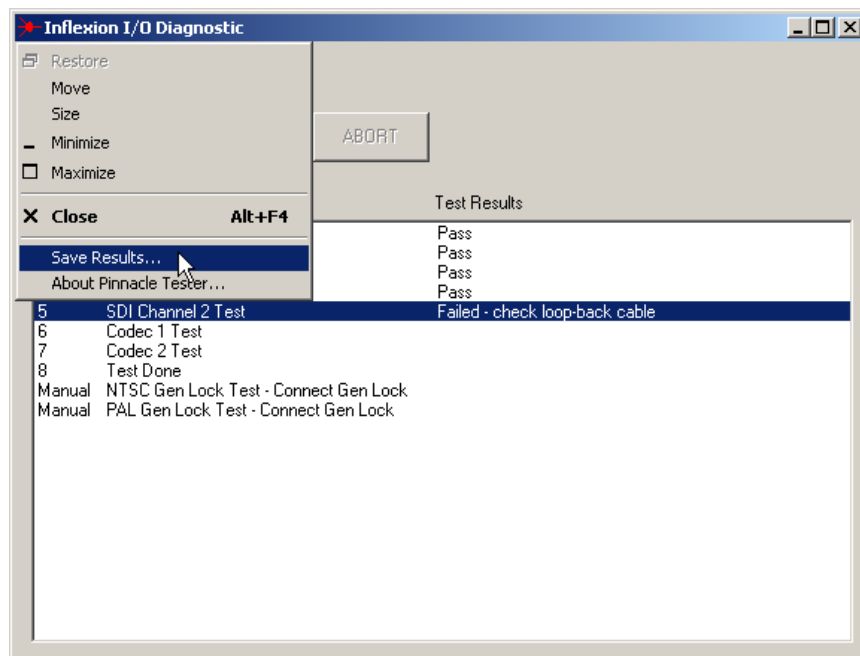 Inflexion I/O Diagnostic
Restore
Move
Size
Minimize
Maximize
Close Alt+F4
Save Results...
About Pinnacle Tester...
ABORT
Test Results
Pass
Pass
Pass
Pass
5 SDI Channel 2 Test Failed - check loop-back cable
6 Codec 1 Test
7 Codec 2 Test
8 Test Done
Manual NTSC Gen Lock Test - Connect Gen Lock
Manual PAL Gen Lock Test - Connect Gen Lock